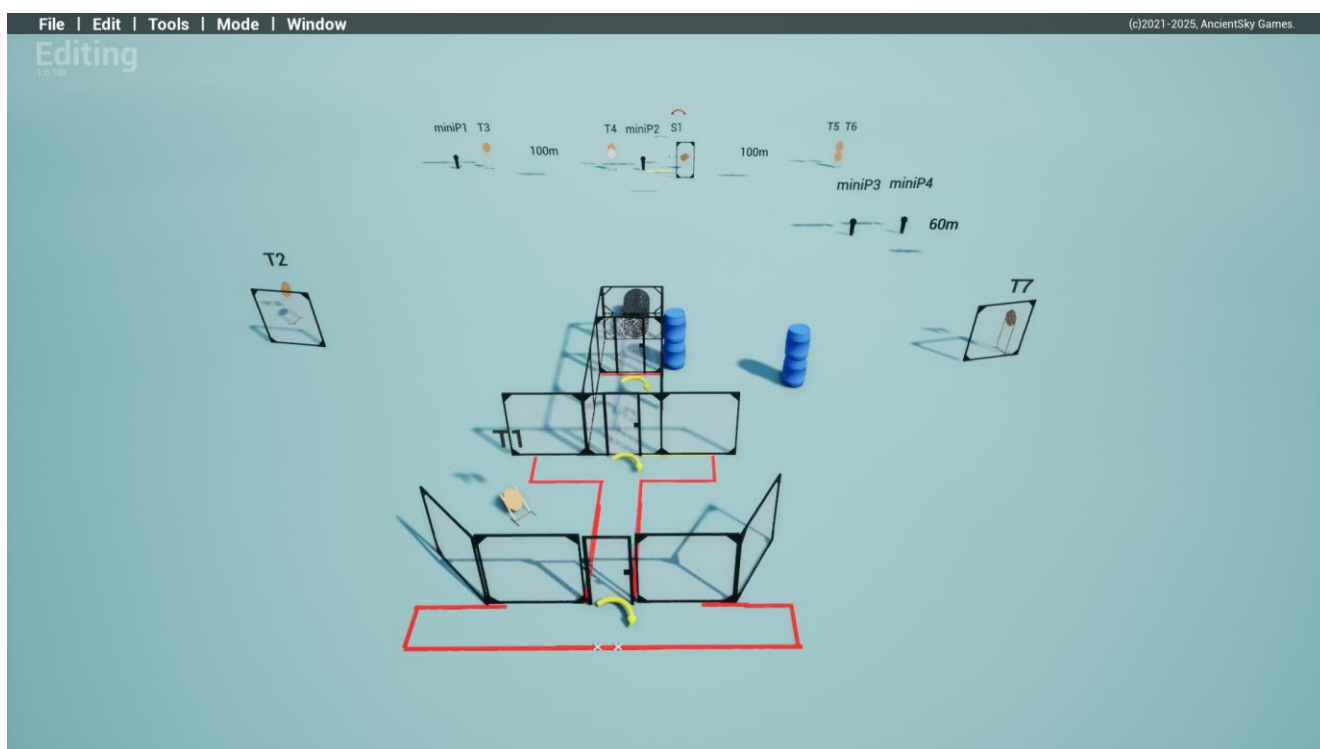 File | Edit | Tools | Mode | Window
(c)2021-2025, AncientSky Games.
Editing
miniP1 T3
100m
T4 miniP2 S1
100m
T5 T6
miniP3 miniP4
60m
T2
T7
T1